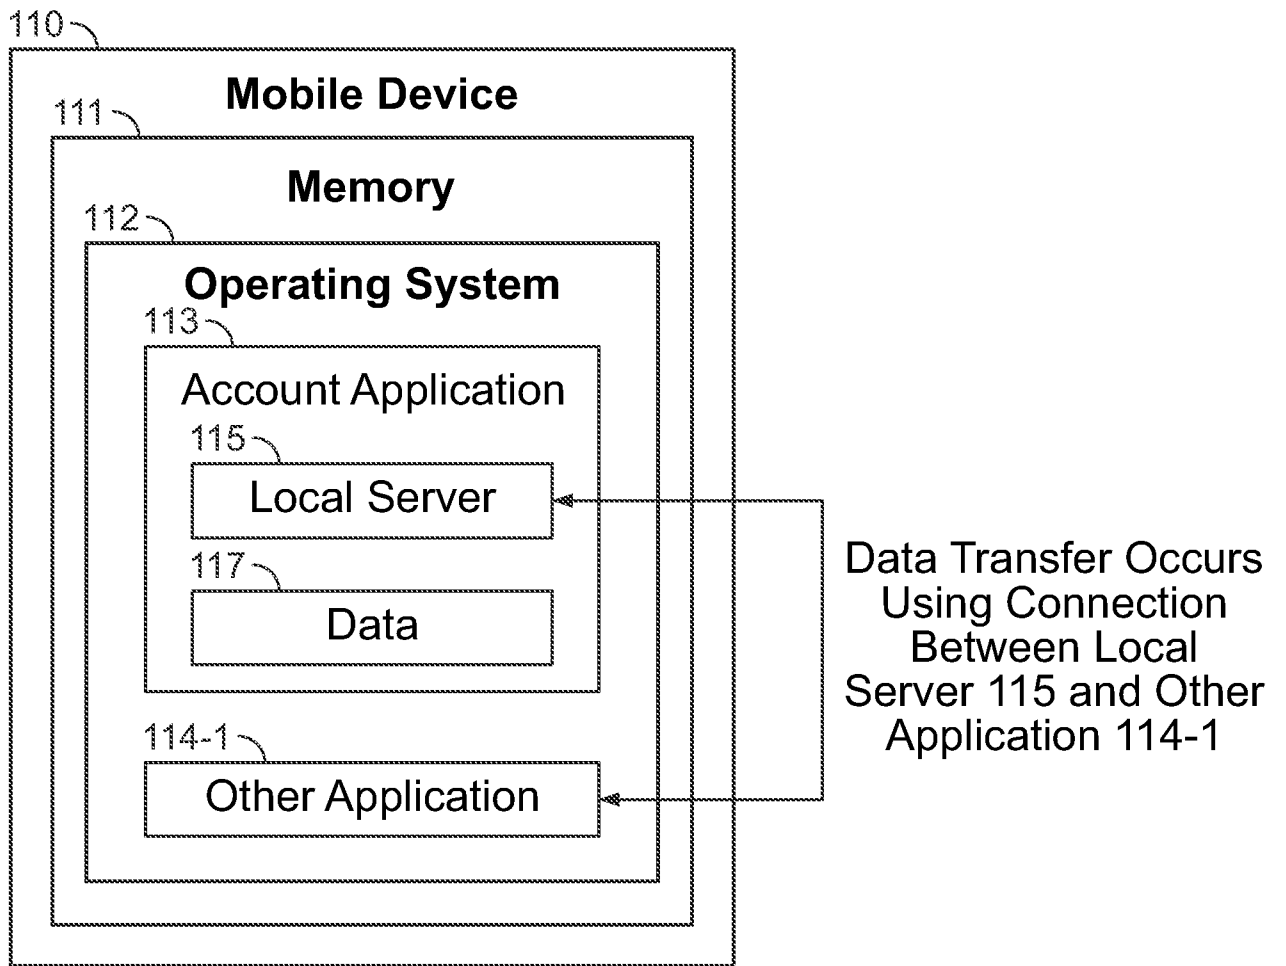 110
Mobile Device
111
Memory
112
Operating System
113
Account Application
115
Local Server
117
Data
114-1
Other Application
Data Transfer Occurs
Using Connection
Between Local
Server 115 and Other
Application 114-1